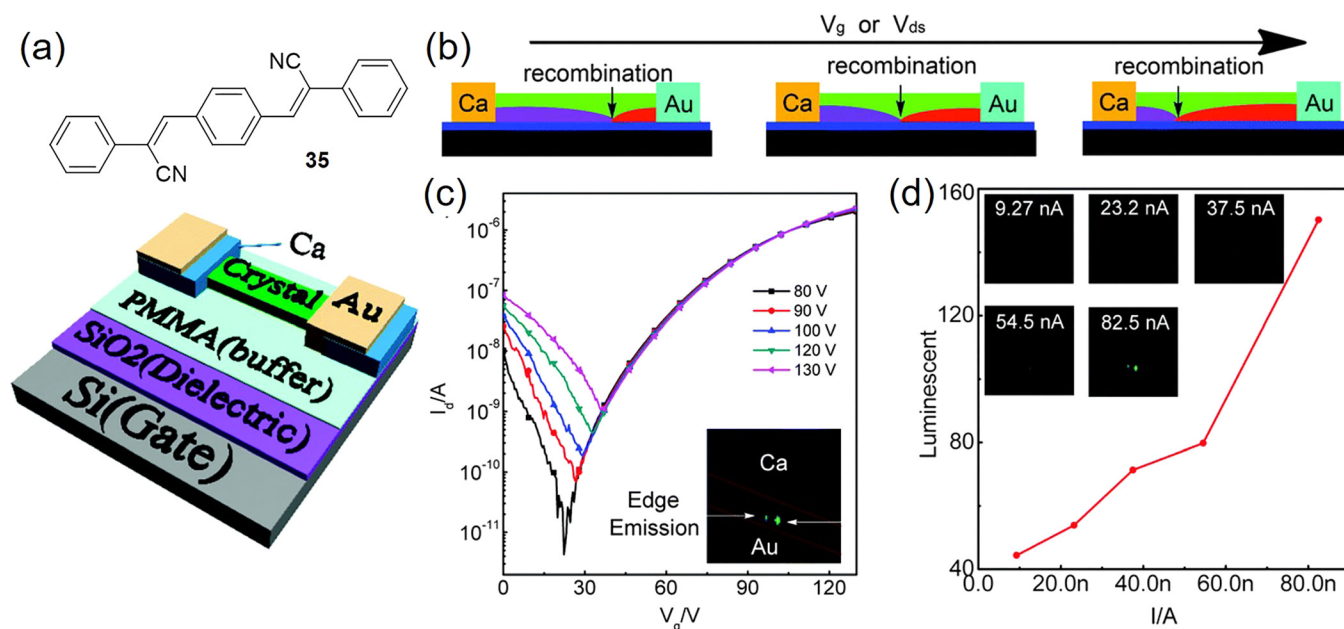 (a)
NC
35
CN
Ca
Crystal
Au
PMMA(buffer)
SiO2(Dielectric)
Si(Gate)
(b)
Vg or Vds
recombination
recombination
recombination
Ca
Au
Ca
Au
Ca
Au
(c)
10⁻⁶
10⁻⁷
10⁻⁸
10⁻⁹
10⁻¹⁰
10⁻¹¹
Id/A
80 V
90 V
100 V
120 V
130 V
Ca
Edge
Emission
Au
0
30
60
90
120
Vg/V
(d)
160
120
80
40
Luminescent
9.27 nA
23.2 nA
37.5 nA
54.5 nA
82.5 nA
0.0
20.0n
40.0n
60.0n
80.0n
I/A